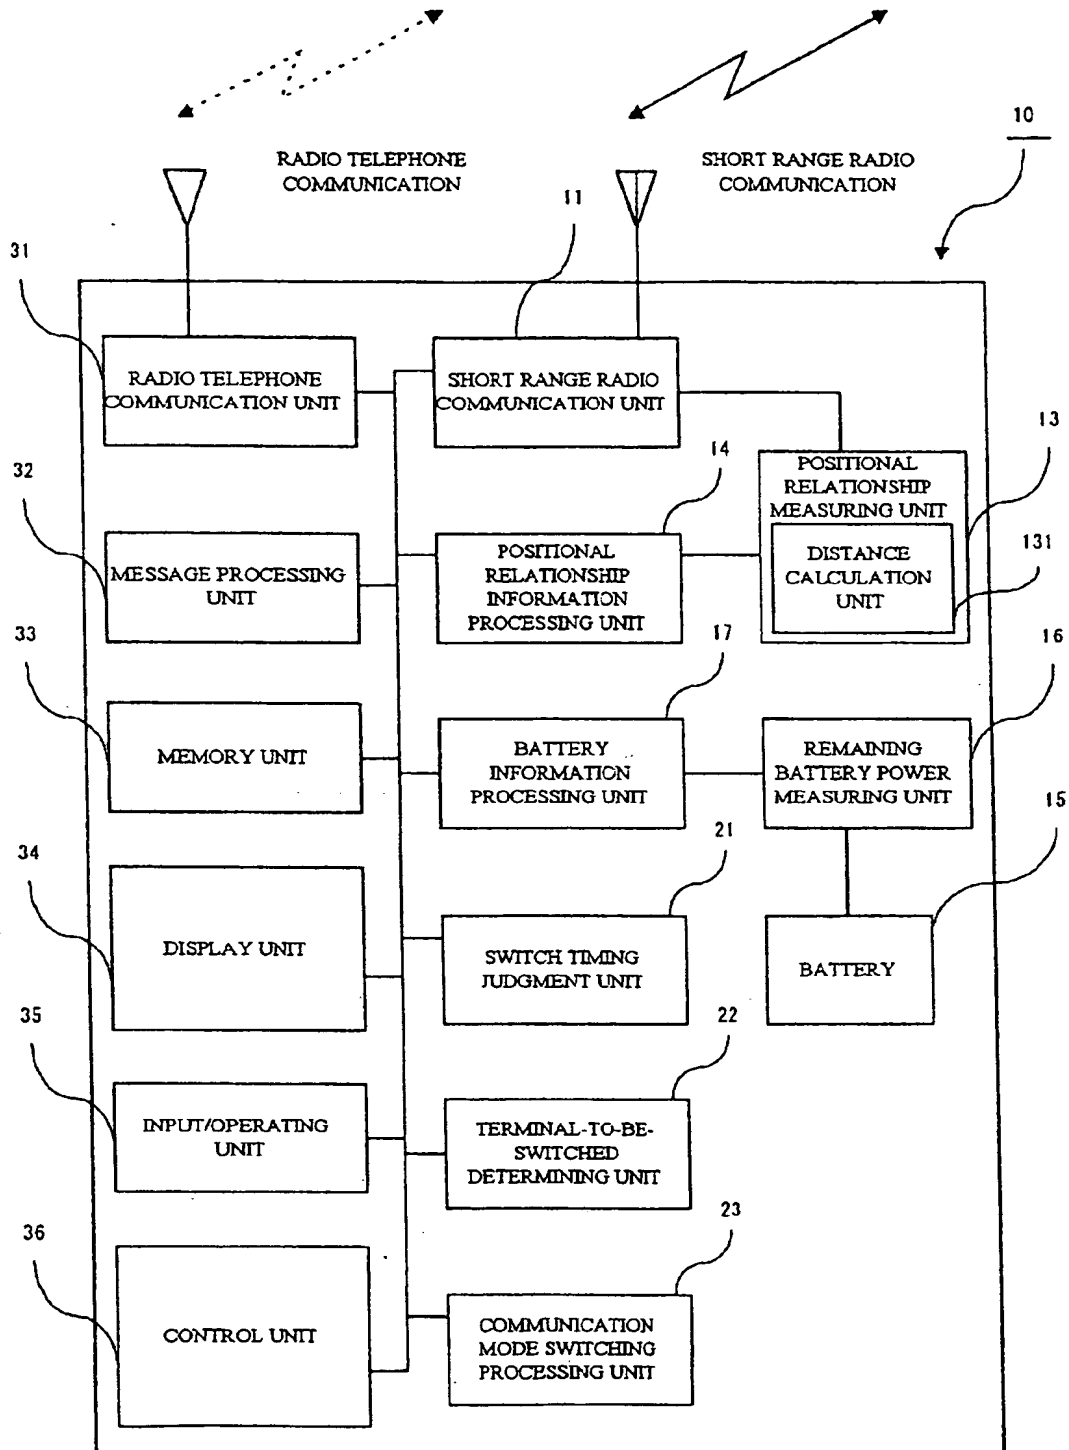 10
RADIO TELEPHONE
COMMUNICATION
SHORT RANGE RADIO
COMMUNICATION
11
31
RADIO TELEPHONE
COMMUNICATION UNIT
SHORT RANGE RADIO
COMMUNICATION UNIT
13
14
32
POSITIONAL
RELATIONSHIP
MEASURING UNIT
131
MESSAGE PROCESSING
UNIT
POSITIONAL
RELATIONSHIP
INFORMATION
PROCESSING UNIT
DISTANCE
CALCULATION
UNIT
33
17
16
MEMORY UNIT
BATTERY
INFORMATION
PROCESSING UNIT
REMAINING
BATTERY POWER
MEASURING UNIT
15
34
21
DISPLAY UNIT
SWITCH TIMING
JUDGMENT UNIT
BATTERY
35
22
INPUT/OPERATING
UNIT
TERMINAL-TO-BE-
SWITCHED
DETERMINING UNIT
36
23
CONTROL UNIT
COMMUNICATION
MODE SWITCHING
PROCESSING UNIT